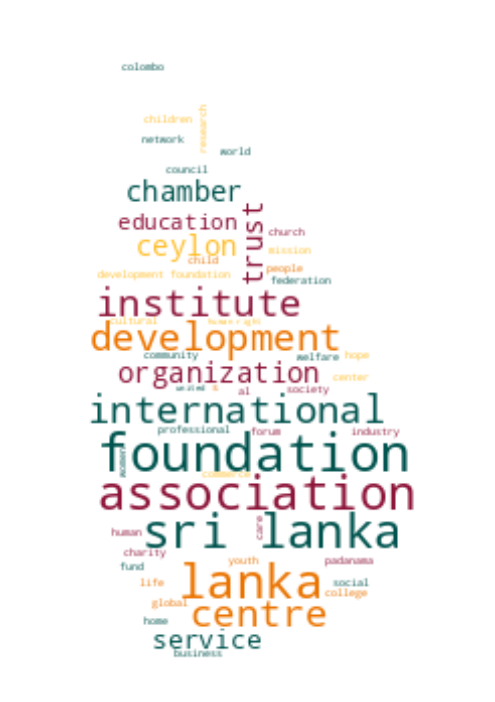 colombo
children
research
network
world
council
chamber
education
trust
church
ceylon
mission
child
people
development foundation
federation
institute
cultural
human right
development
community
welfare
hope
organization
center
united
al
society
international
professional
forum
industry
foundation
women
commerce
association
sri lanka
care
human
charity
fund
youth
padanama
lanka
life
social
college
global
centre
home
service
business